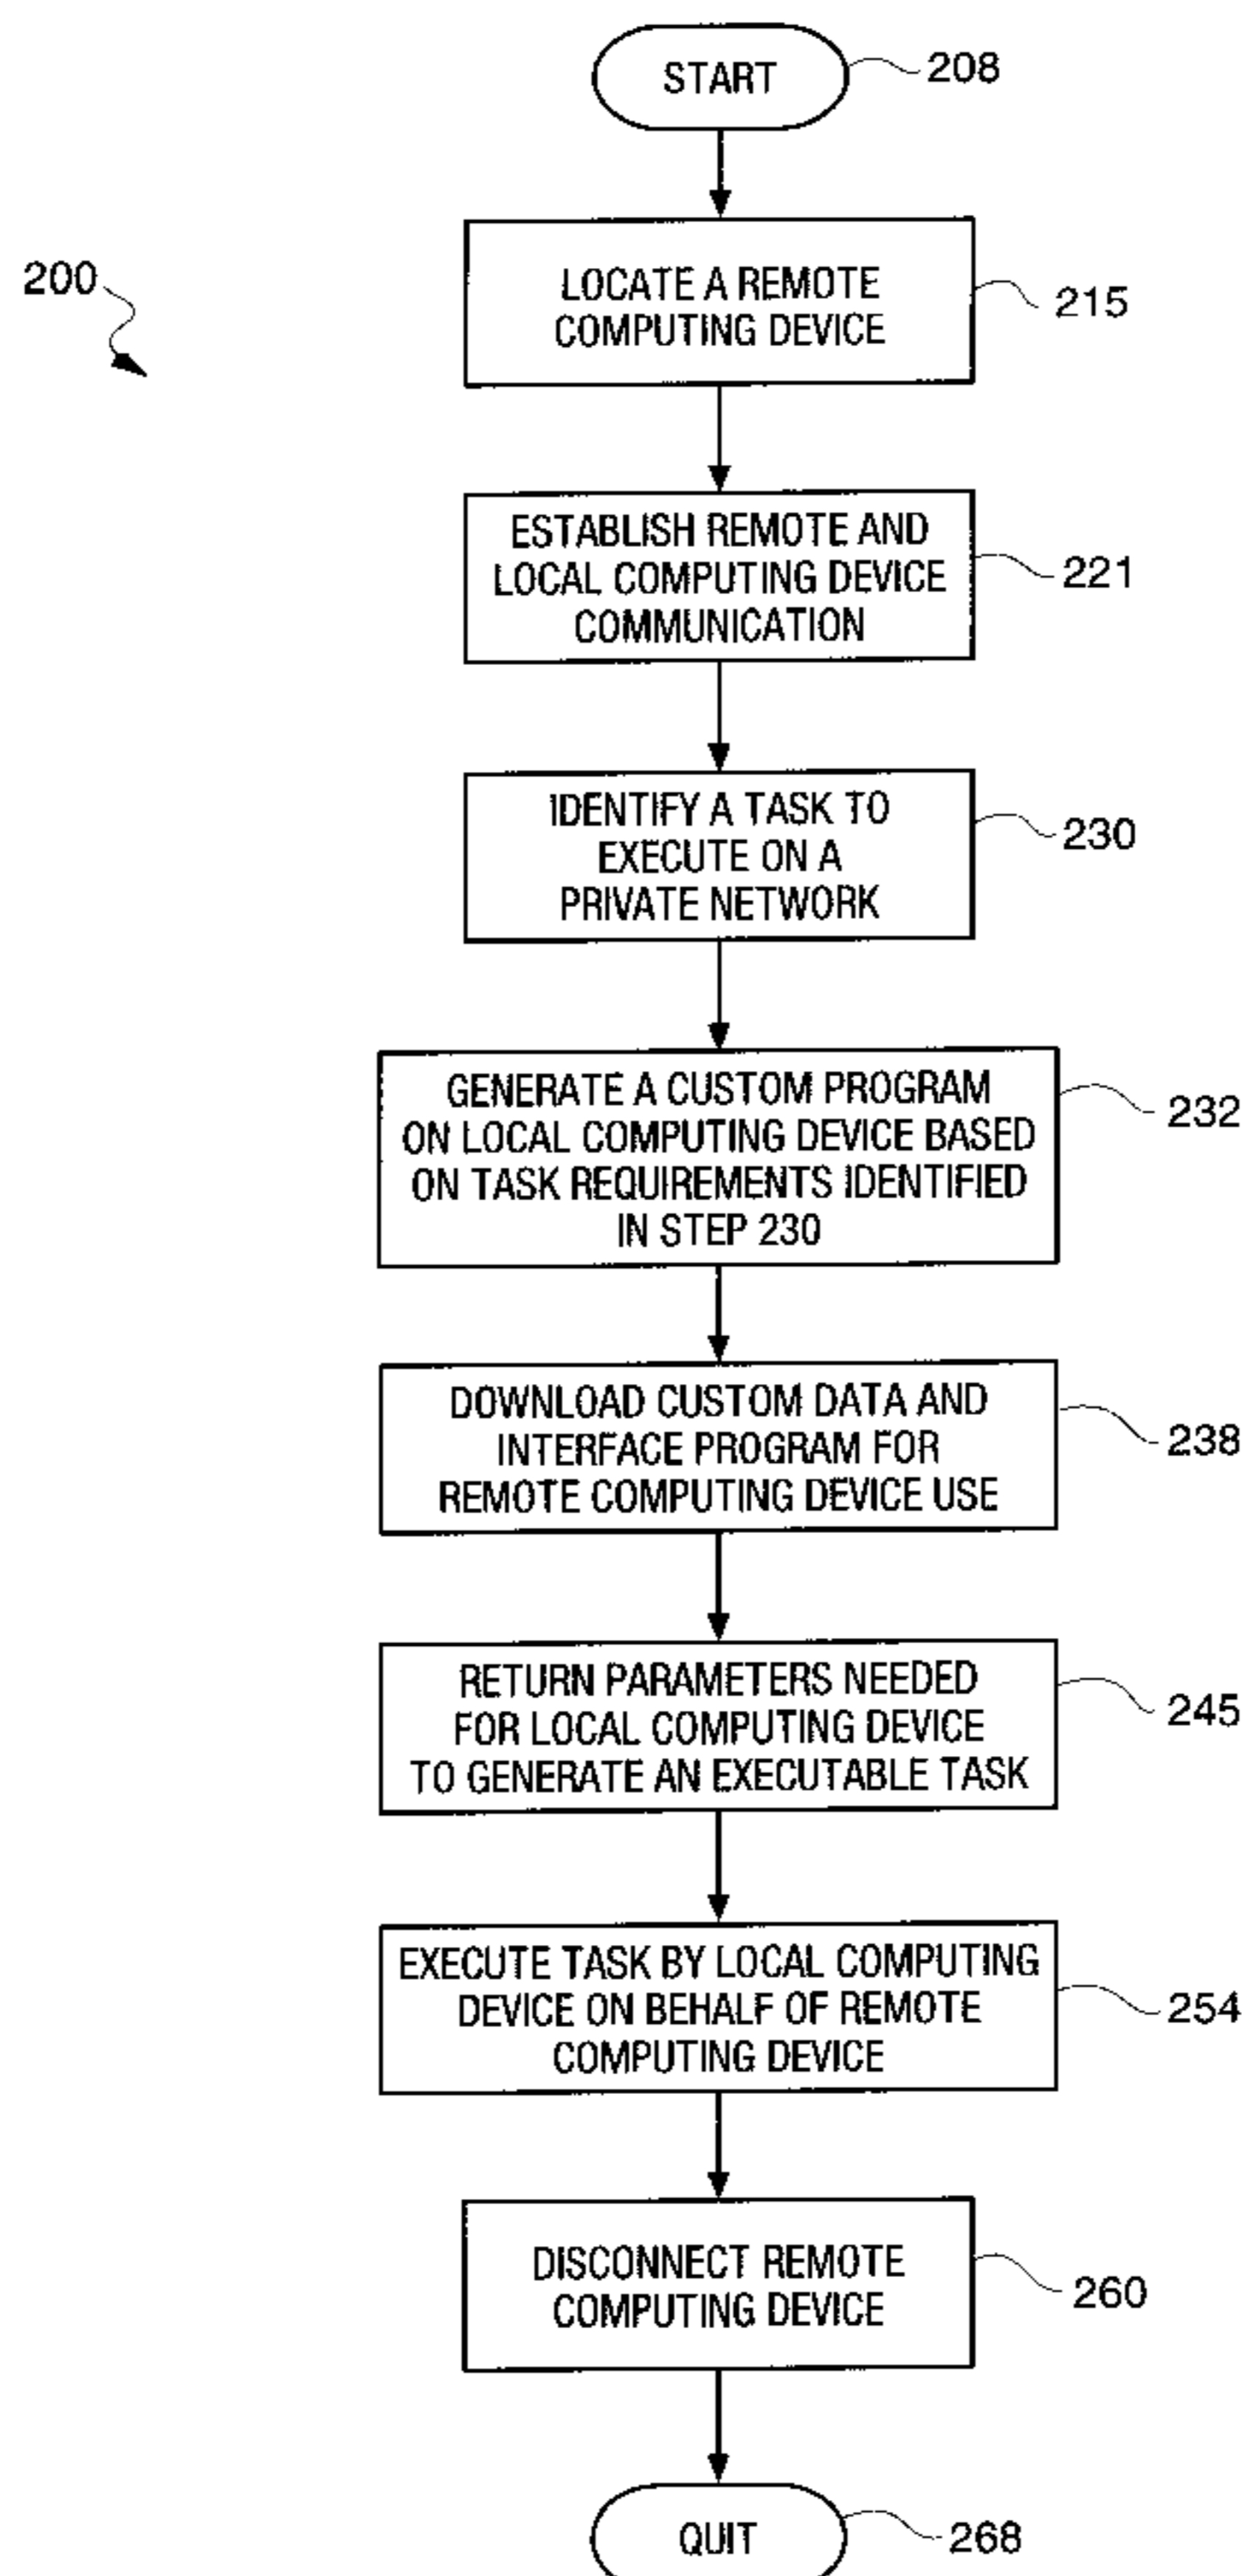 START
208
200
LOCATE A REMOTE
COMPUTING DEVICE
215
ESTABLISH REMOTE AND
LOCAL COMPUTING DEVICE
COMMUNICATION
221
IDENTIFY A TASK TO
EXECUTE ON A
PRIVATE NETWORK
230
GENERATE A CUSTOM PROGRAM
ON LOCAL COMPUTING DEVICE BASED
ON TASK REQUIREMENTS IDENTIFIED
IN STEP 230
232
DOWNLOAD CUSTOM DATA AND
INTERFACE PROGRAM FOR
REMOTE COMPUTING DEVICE USE
238
RETURN PARAMETERS NEEDED
FOR LOCAL COMPUTING DEVICE
TO GENERATE AN EXECUTABLE TASK
245
EXECUTE TASK BY LOCAL COMPUTING
DEVICE ON BEHALF OF REMOTE
COMPUTING DEVICE
254
DISCONNECT REMOTE
COMPUTING DEVICE
260
QUIT
268